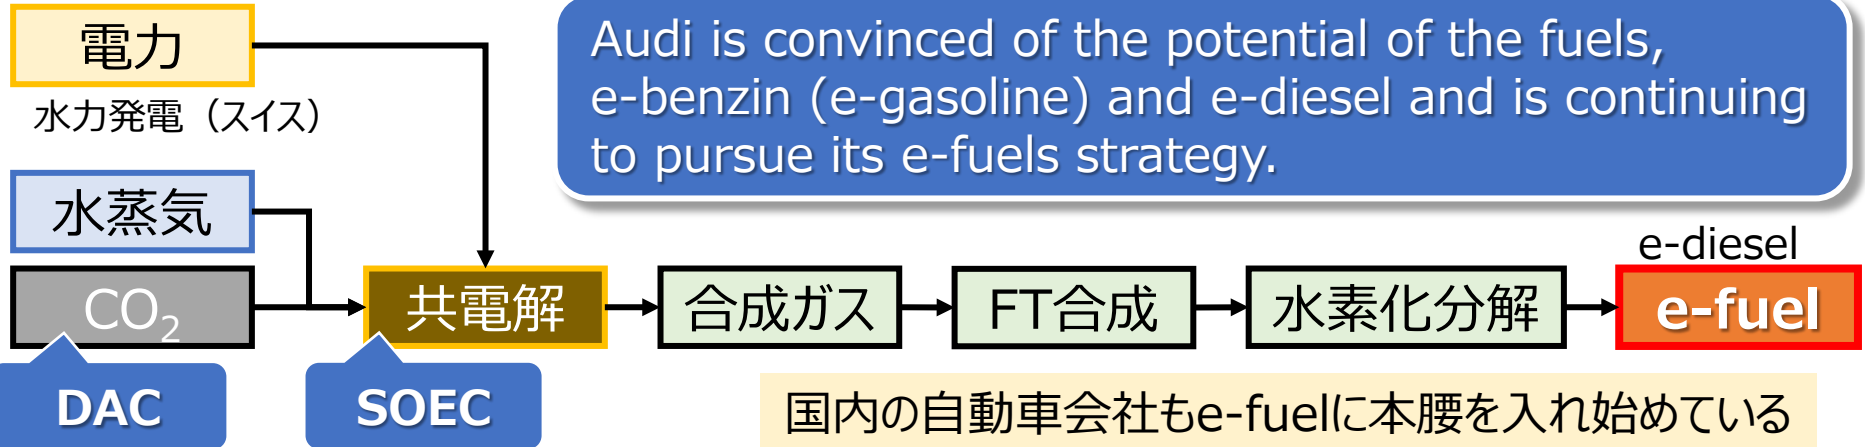 電力
水力発電（スイス）
Audi is convinced of the potential of the fuels,
e-benzin (e-gasoline) and e-diesel and is continuing
to pursue its e-fuels strategy.
水蒸気
CO₂
共電解
合成ガス
FT合成
水素化分解
e-diesel
e-fuel
DAC
SOEC
国内の自動車会社もe-fuelに本腰を入れ始めている